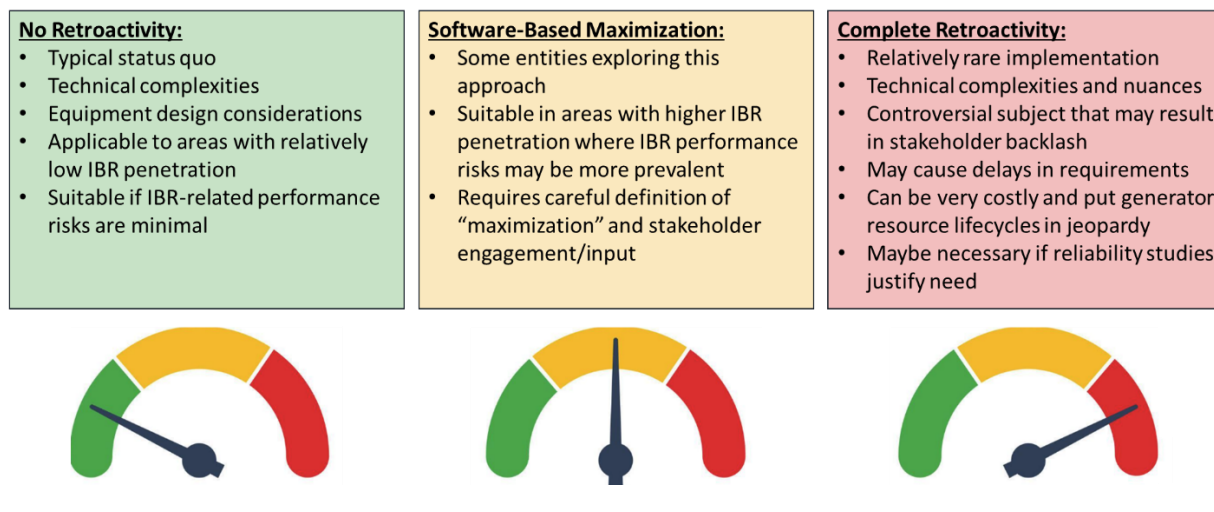 No Retroactivity:
• Typical status quo
• Technical complexities
• Equipment design considerations
• Applicable to areas with relatively
low IBR penetration
• Suitable if IBR-related performance
risks are minimal
Software-Based Maximization:
• Some entities exploring this
approach
• Suitable in areas with higher IBR
penetration where IBR performance
risks may be more prevalent
• Requires careful definition of
“maximization” and stakeholder
engagement/input
Complete Retroactivity:
• Relatively rare implementation
• Technical complexities and nuances
• Controversial subject that may result
in stakeholder backlash
• May cause delays in requirements
• Can be very costly and put generator
resource lifecycles in jeopardy
• Maybe necessary if reliability studies
justify need